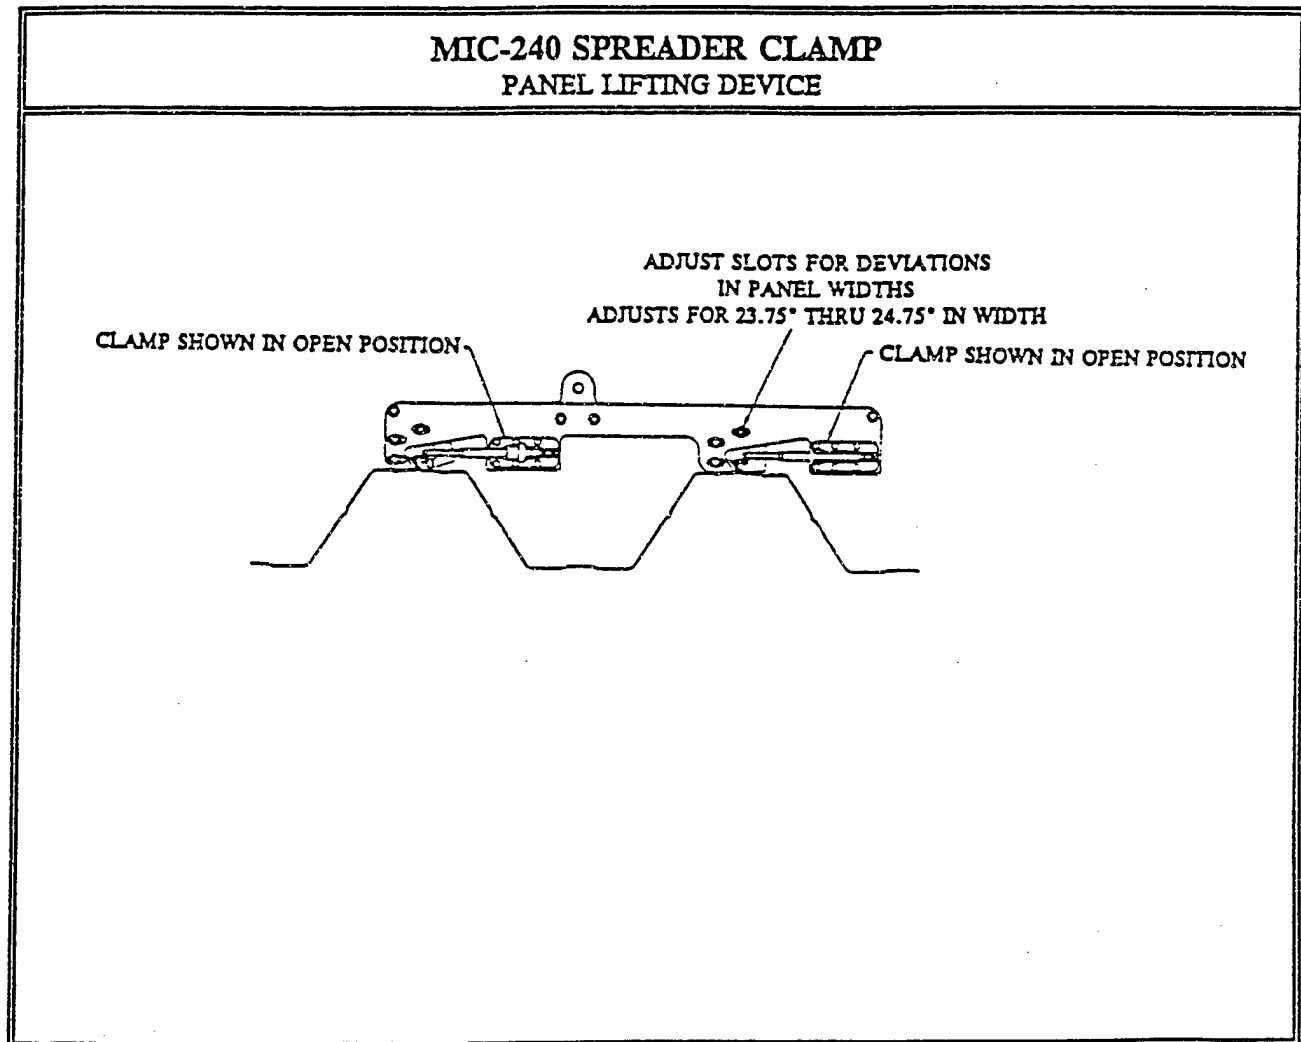 MIC-240 SPREADER CLAMP
PANEL LIFTING DEVICE
ADJUST SLOTS FOR DEVIATIONS
IN PANEL WIDTHS
ADJUSTS FOR 23.75" THRU 24.75" IN WIDTH
CLAMP SHOWN IN OPEN POSITION
CLAMP SHOWN IN OPEN POSITION